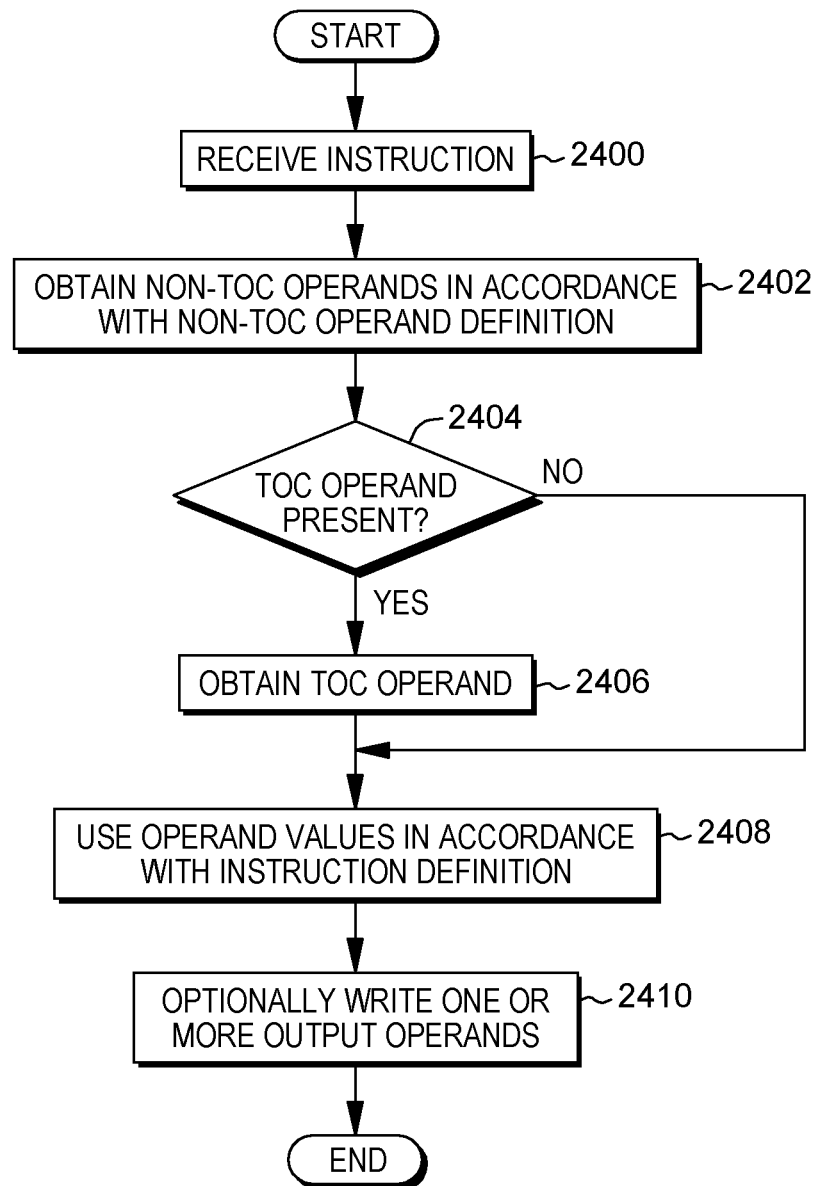 START
RECEIVE INSTRUCTION
2400
OBTAIN NON-TOC OPERANDS IN ACCORDANCE
WITH NON-TOC OPERAND DEFINITION
2402
2404
TOC OPERAND
PRESENT?
NO
YES
OBTAIN TOC OPERAND
2406
USE OPERAND VALUES IN ACCORDANCE
WITH INSTRUCTION DEFINITION
2408
OPTIONALLY WRITE ONE OR
MORE OUTPUT OPERANDS
2410
END